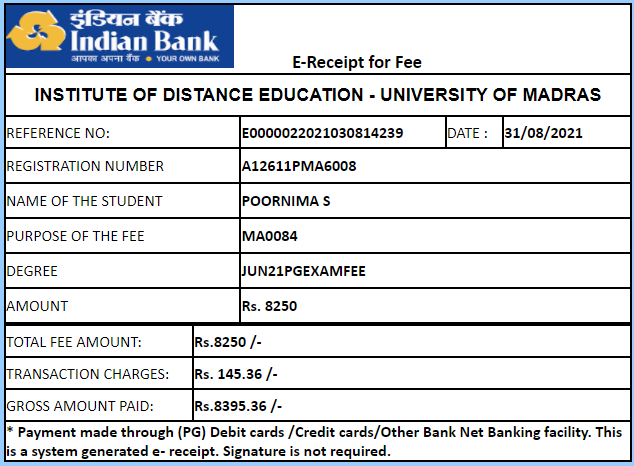 इंडियन बैंक
Indian Bank
आपका अपना बैंक YOUR OWN BANK
E-Receipt for Fee
INSTITUTE OF DISTANCE EDUCATION - UNIVERSITY OF MADRAS
REFERENCE NO: E0000022021030814239 DATE : 31/08/2021
REGISTRATION NUMBER A12611PMA6008
NAME OF THE STUDENT POORNIMA S
PURPOSE OF THE FEE MA0084
DEGREE JUN21PGEXAMFEE
AMOUNT Rs. 8250
TOTAL FEE AMOUNT: Rs.8250 /-
TRANSACTION CHARGES: Rs. 145.36 /-
GROSS AMOUNT PAID: Rs.8395.36 /-
* Payment made through (PG) Debit cards /Credit cards/Other Bank Net Banking facility. This
is a system generated e- receipt. Signature is not required.